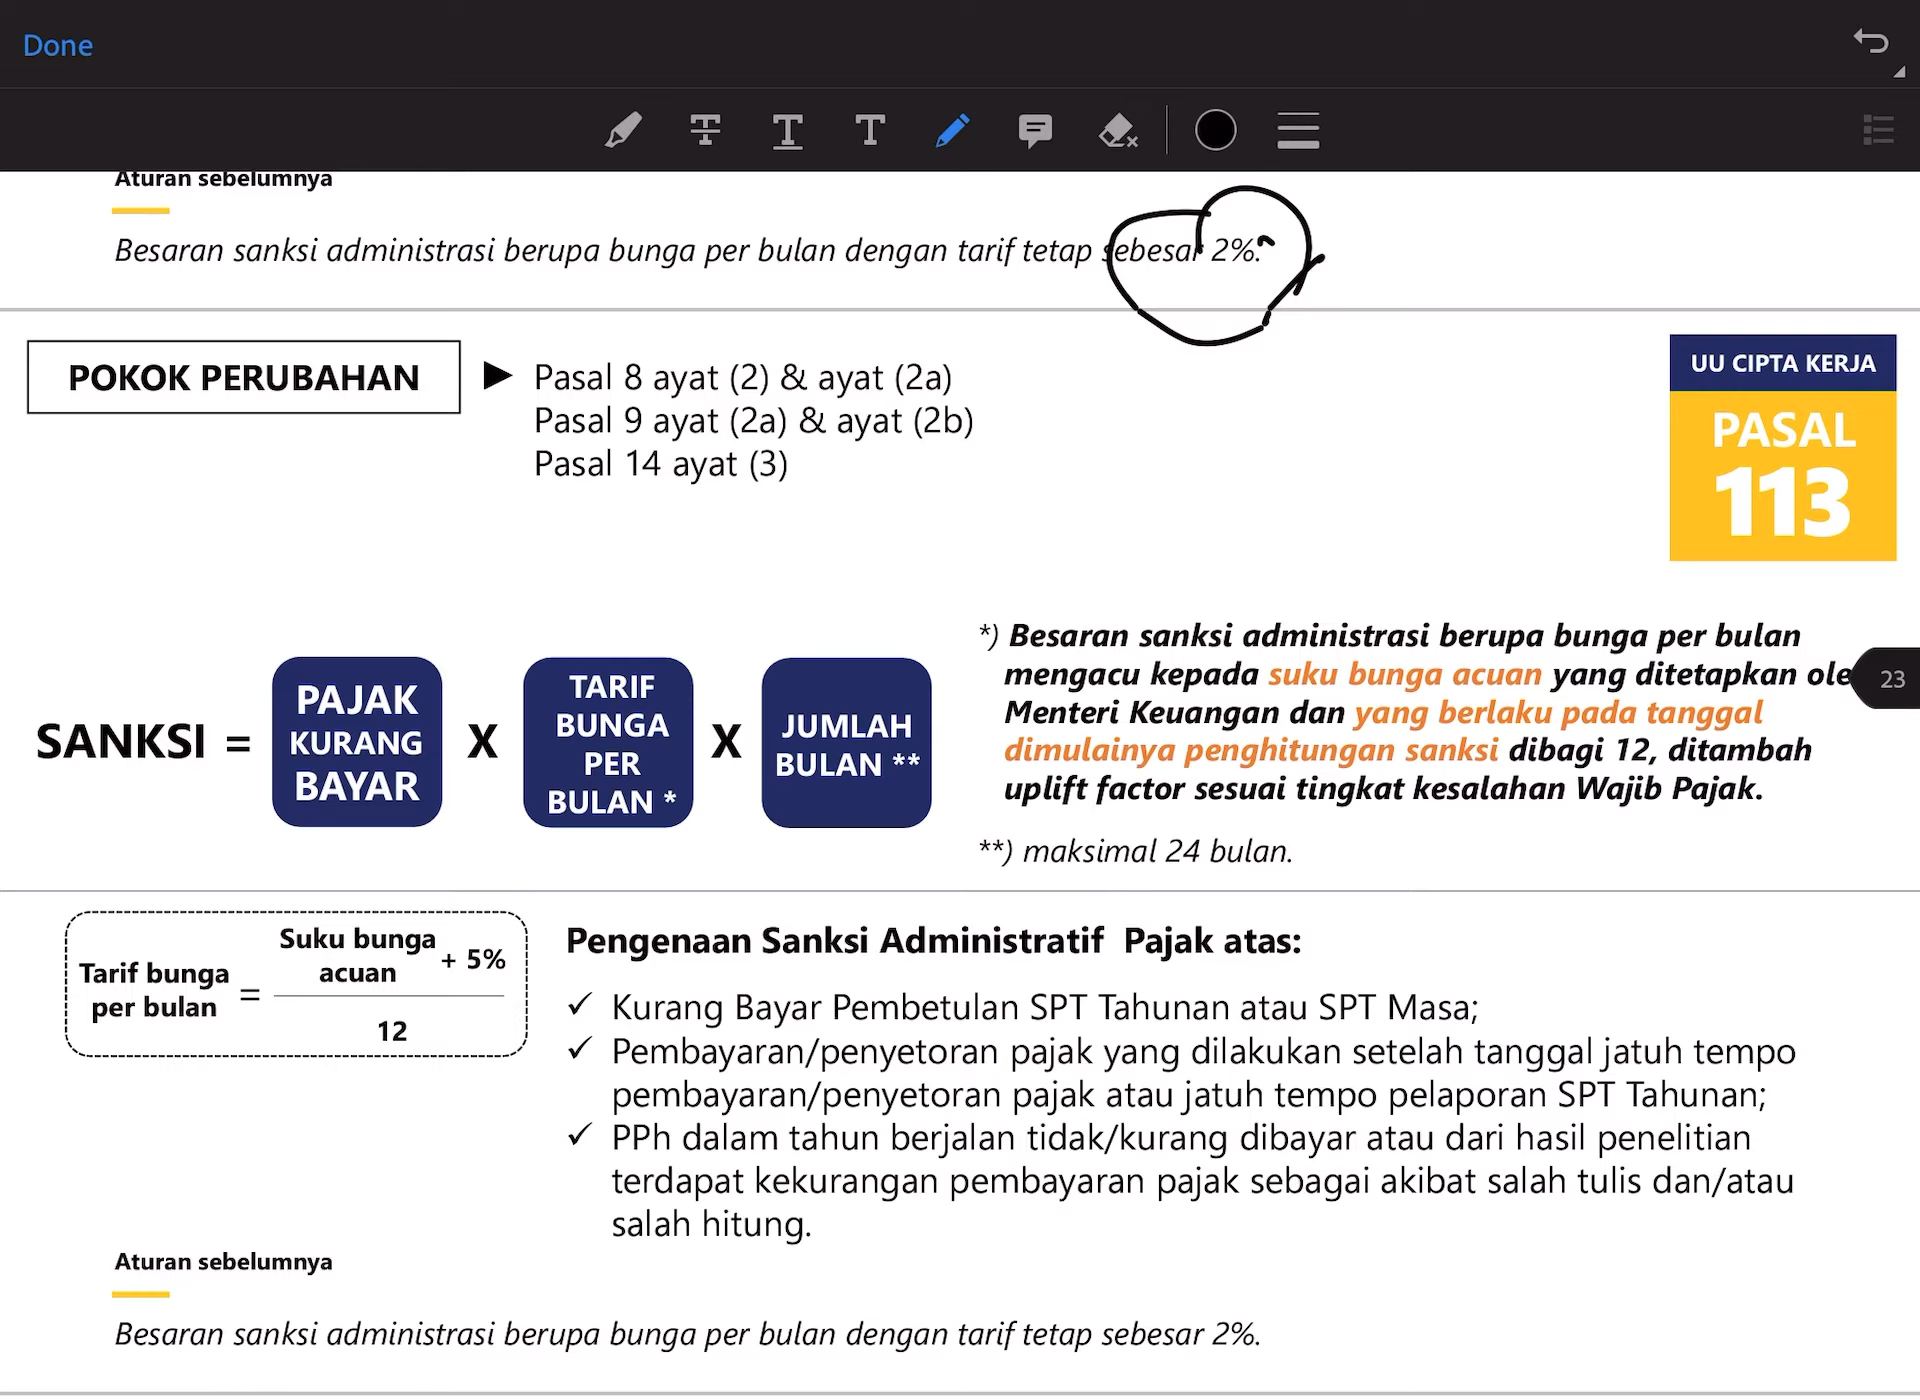 Done
Aturan sebelumnya
Besaran sanksi administrasi berupa bunga per bulan dengan tarif tetap sebesar 2%.
POKOK PERUBAHAN
Pasal 8 ayat (2) & ayat (2a)
Pasal 9 ayat (2a) & ayat (2b)
Pasal 14 ayat (3)
UU CIPTA KERJA
PASAL
113
SANKSI =
PAJAK
KURANG
BAYAR
X
TARIF
BUNGA
PER
BULAN *
X
JUMLAH
BULAN **
*) Besaran sanksi administrasi berupa bunga per bulan
mengacu kepada suku bunga acuan yang ditetapkan ole
Menteri Keuangan dan yang berlaku pada tanggal
dimulainya penghitungan sanksi dibagi 12, ditambah
uplift factor sesuai tingkat kesalahan Wajib Pajak.
**) maksimal 24 bulan.
23
Tarif bunga
per bulan
=
Suku bunga
acuan
+ 5%
12
Pengenaan Sanksi Administratif Pajak atas:
✓ Kurang Bayar Pembetulan SPT Tahunan atau SPT Masa;
✓ Pembayaran/penyetoran pajak yang dilakukan setelah tanggal jatuh tempo
pembayaran/penyetoran pajak atau jatuh tempo pelaporan SPT Tahunan;
✓ PPh dalam tahun berjalan tidak/kurang dibayar atau dari hasil penelitian
terdapat kekurangan pembayaran pajak sebagai akibat salah tulis dan/atau
salah hitung.
Aturan sebelumnya
Besaran sanksi administrasi berupa bunga per bulan dengan tarif tetap sebesar 2%.